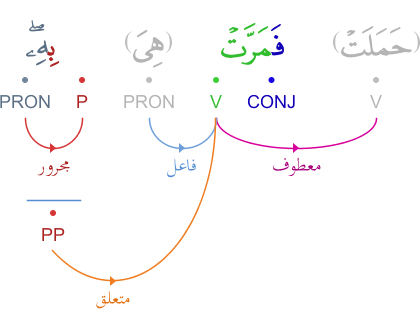 (حَمَلَتْ) فَمَرَّتْ (هِىَ) بِهِۦۖ
V CONJ V PRON P PRON
معطوف فاعل مجرور
PP
متعلق